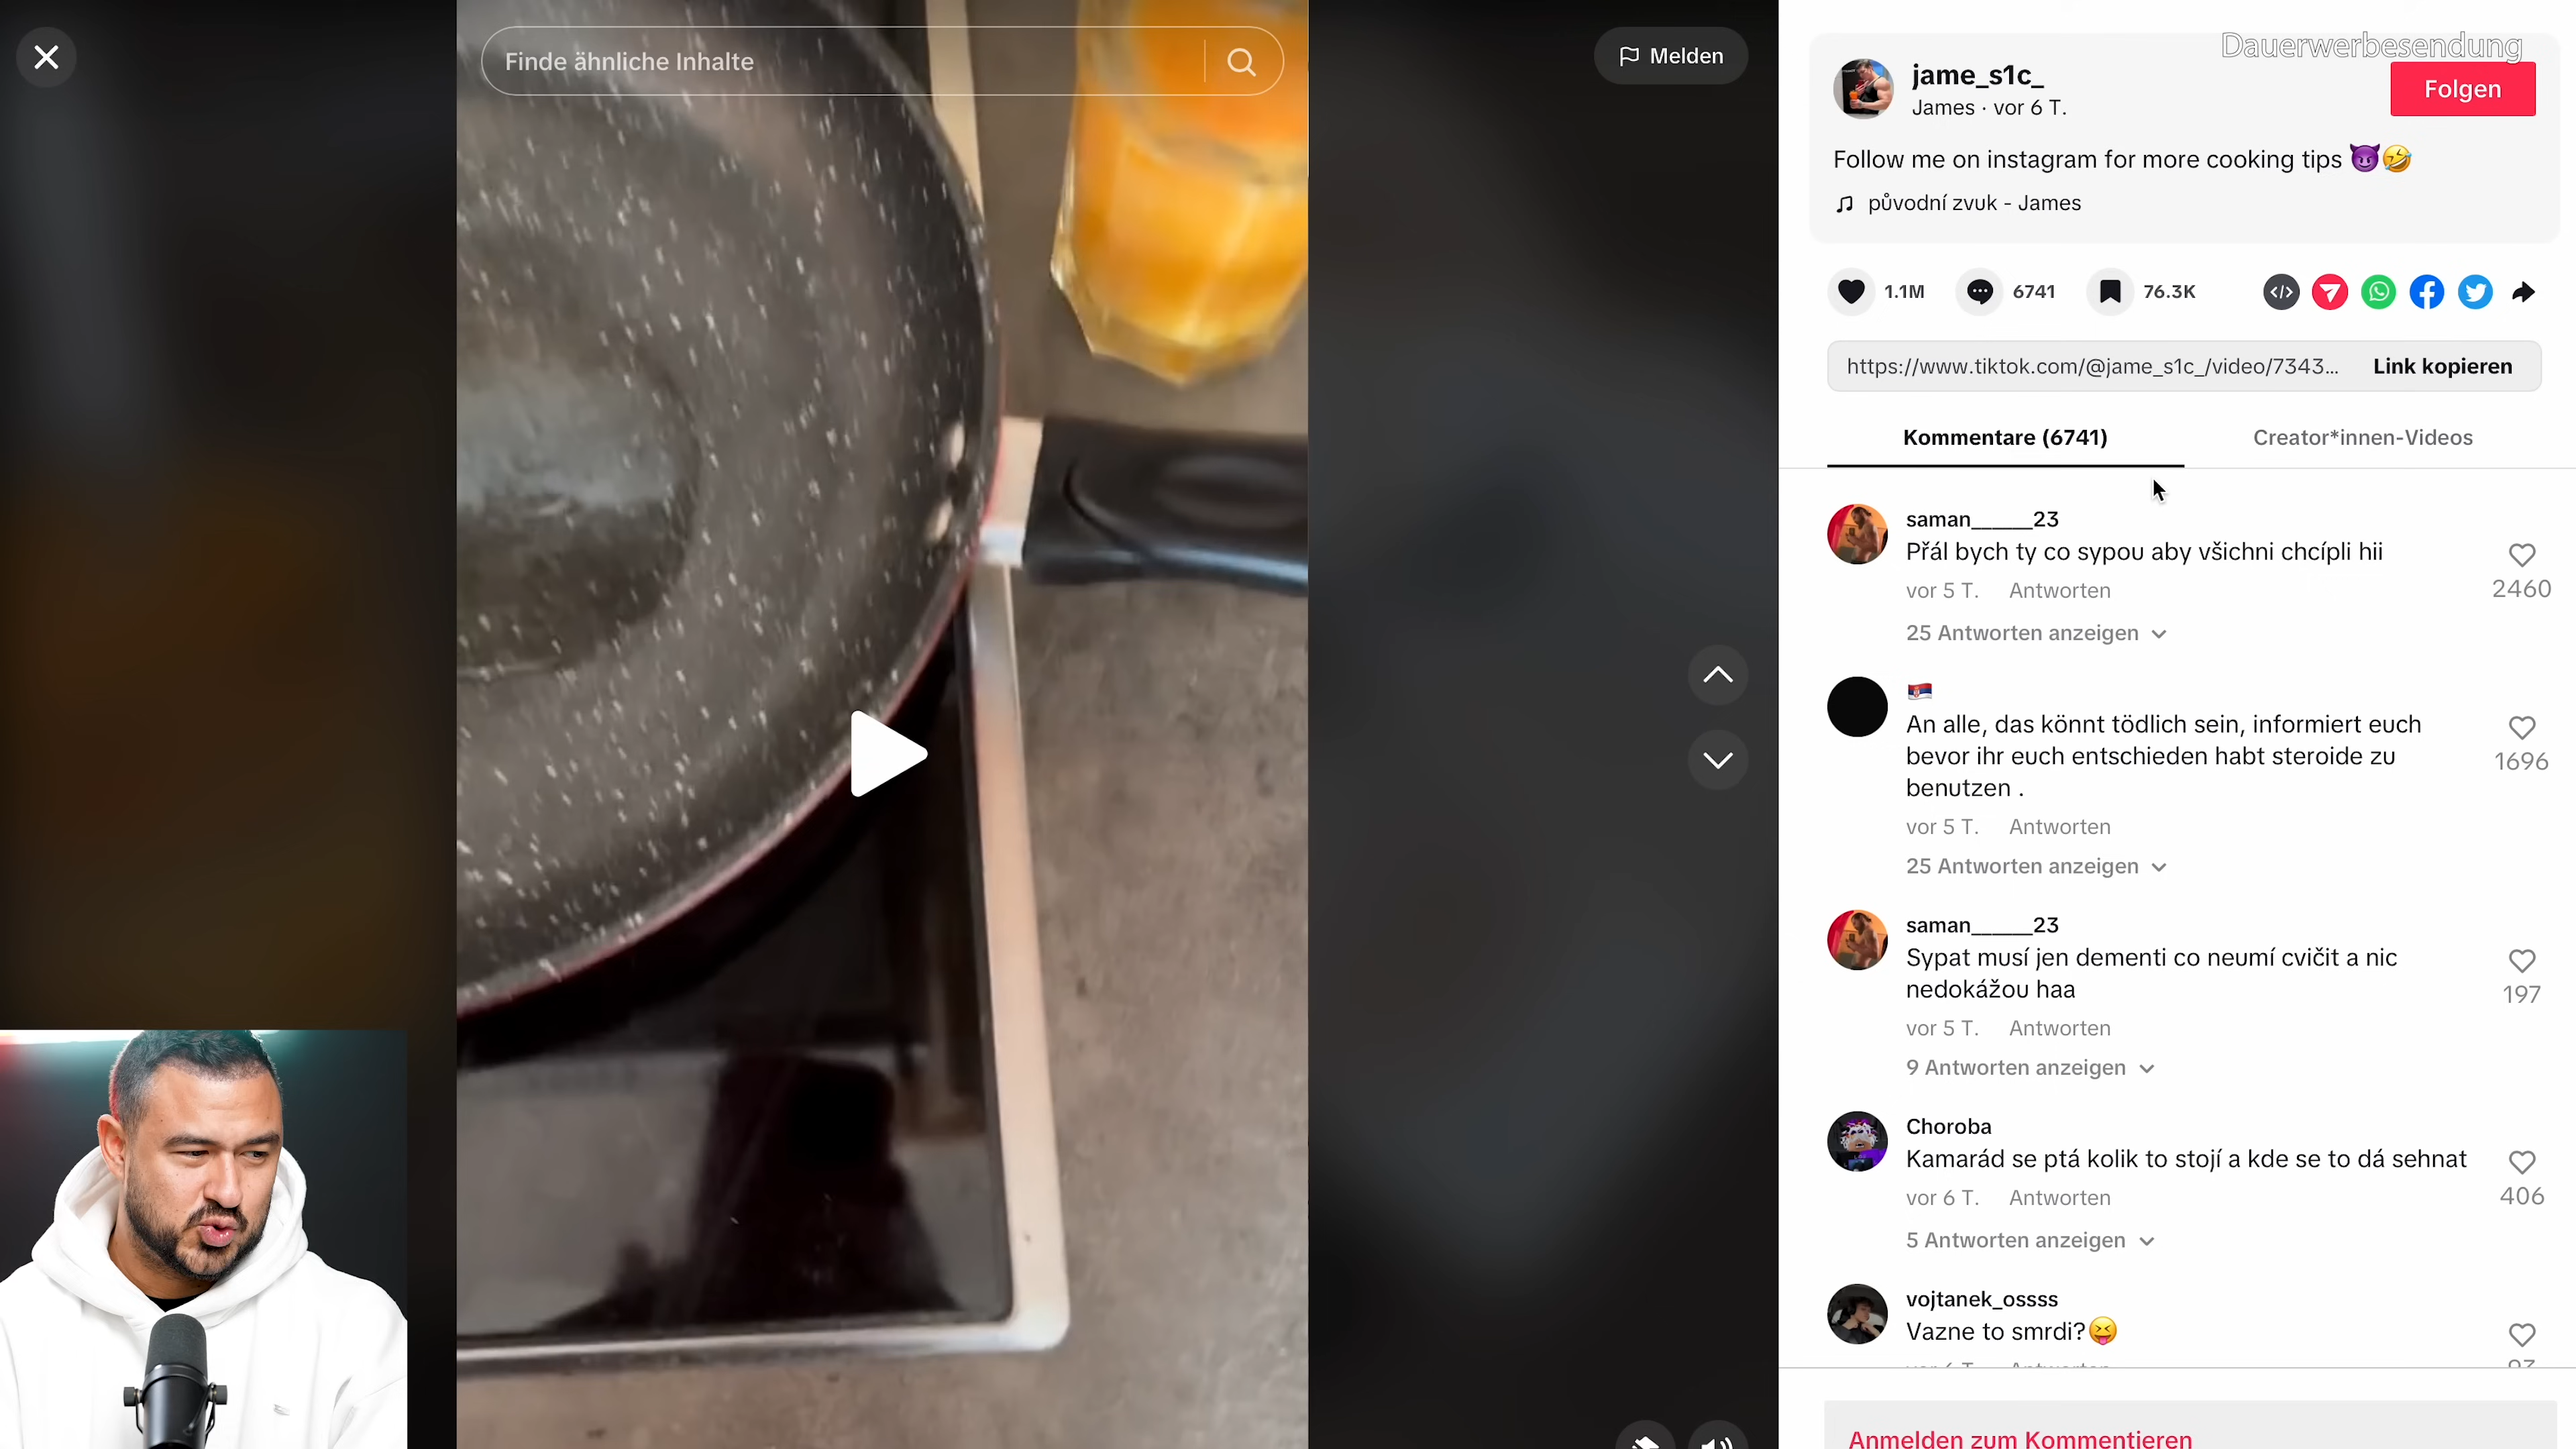 Finde ähnliche Inhalte
Melden
Dauerwerbesendung
jame_s1c_
James · vor 6 T.
Folgen
Follow me on instagram for more cooking tips 😈🤣
původní zvuk - James
1.1M
6741
76.3K
https://www.tiktok.com/@jame_s1c_/video/7343...
Link kopieren
Kommentare (6741)
Creator*innen-Videos
saman______23
Přál bych ty co sypou aby všichni chcípli hii
2460
vor 5 T. Antworten
25 Antworten anzeigen
🇷🇸
An alle, das könnt tödlich sein, informiert euch
bevor ihr euch entschieden habt steroide zu
benutzen .
1696
vor 5 T. Antworten
25 Antworten anzeigen
saman______23
Sypat musí jen dementi co neumí cvičit a nic
nedokážou haa
197
vor 5 T. Antworten
9 Antworten anzeigen
Choroba
Kamarád se ptá kolik to stojí a kde se to dá sehnat
406
vor 6 T. Antworten
5 Antworten anzeigen
vojtanek_ossss
Vazne to smrdi?😝
Anmelden zum Kommentieren